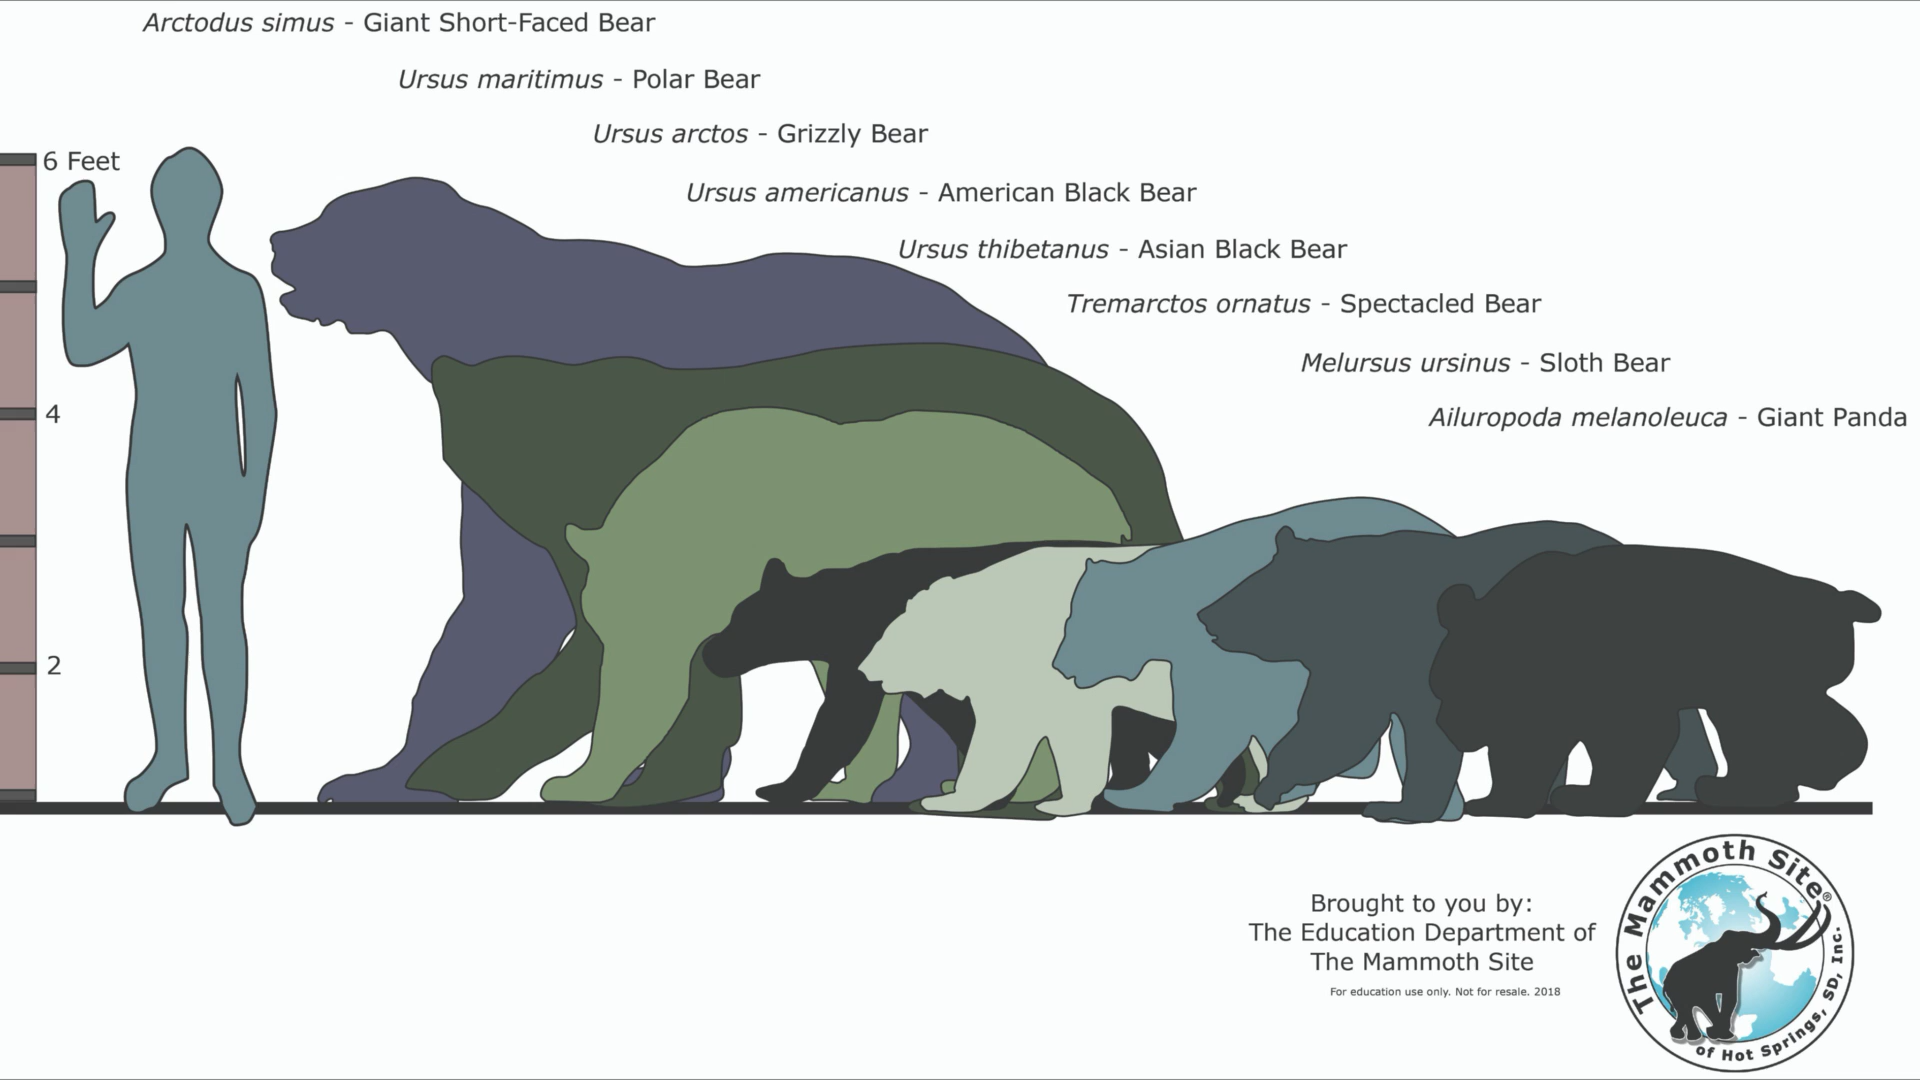 Arctodus simus - Giant Short-Faced Bear
Ursus maritimus - Polar Bear
Ursus arctos - Grizzly Bear
Ursus americanus - American Black Bear
Ursus thibetanus - Asian Black Bear
Tremarctos ornatus - Spectacled Bear
Melursus ursinus - Sloth Bear
Ailuropoda melanoleuca - Giant Panda
6 Feet
4
2
Brought to you by:
The Education Department of
The Mammoth Site
For education use only. Not for resale. 2018
The Mammoth Site®
of Hot Springs, SD, Inc.